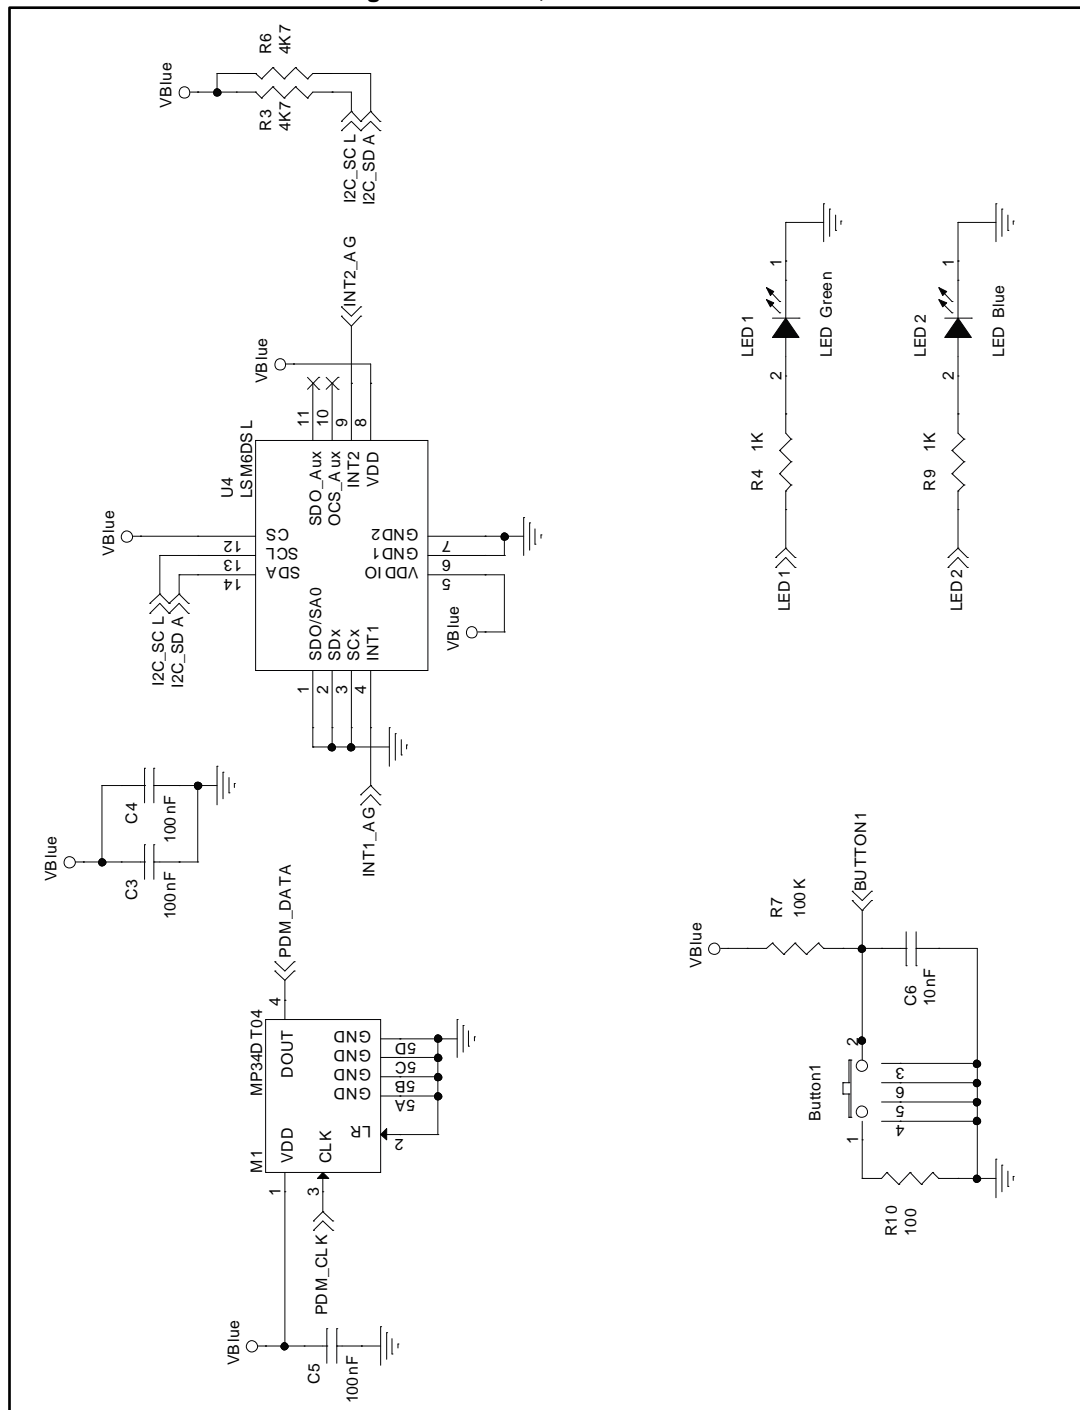 VBlue
R6
4K7
R3
4K7
I2C_SCL
I2C_SDA
INT2_AG
VBlue
11
10
9
8
U4
LSM6DSL
SDO_Aux
OCS_Aux
INT2
VDD
VBlue
12
13
14
CS
SCL
SDA
GND2
GND1
VDDIO
7
6
5
VBlue
I2C_SCL
I2C_SDA
SDO/SA0
SDx
SCx
INT1
1
2
3
4
INT1_AG
VBlue
C4
100nF
C3
100nF
PDM_DATA
4
M1
MP34DT04
DOUT
VDD
CLK
LR
GND
GND
GND
GND
5D
5C
5B
5A
2
1
3
PDM_CLK
VBlue
C5
100nF
LED1
LED Green
1
2
R4
1K
LED1
LED2
LED Blue
1
2
R9
1K
LED2
BUTTON1
R7
100K
VBlue
C6
10nF
Button1
2
1
3
6
5
4
R10
100